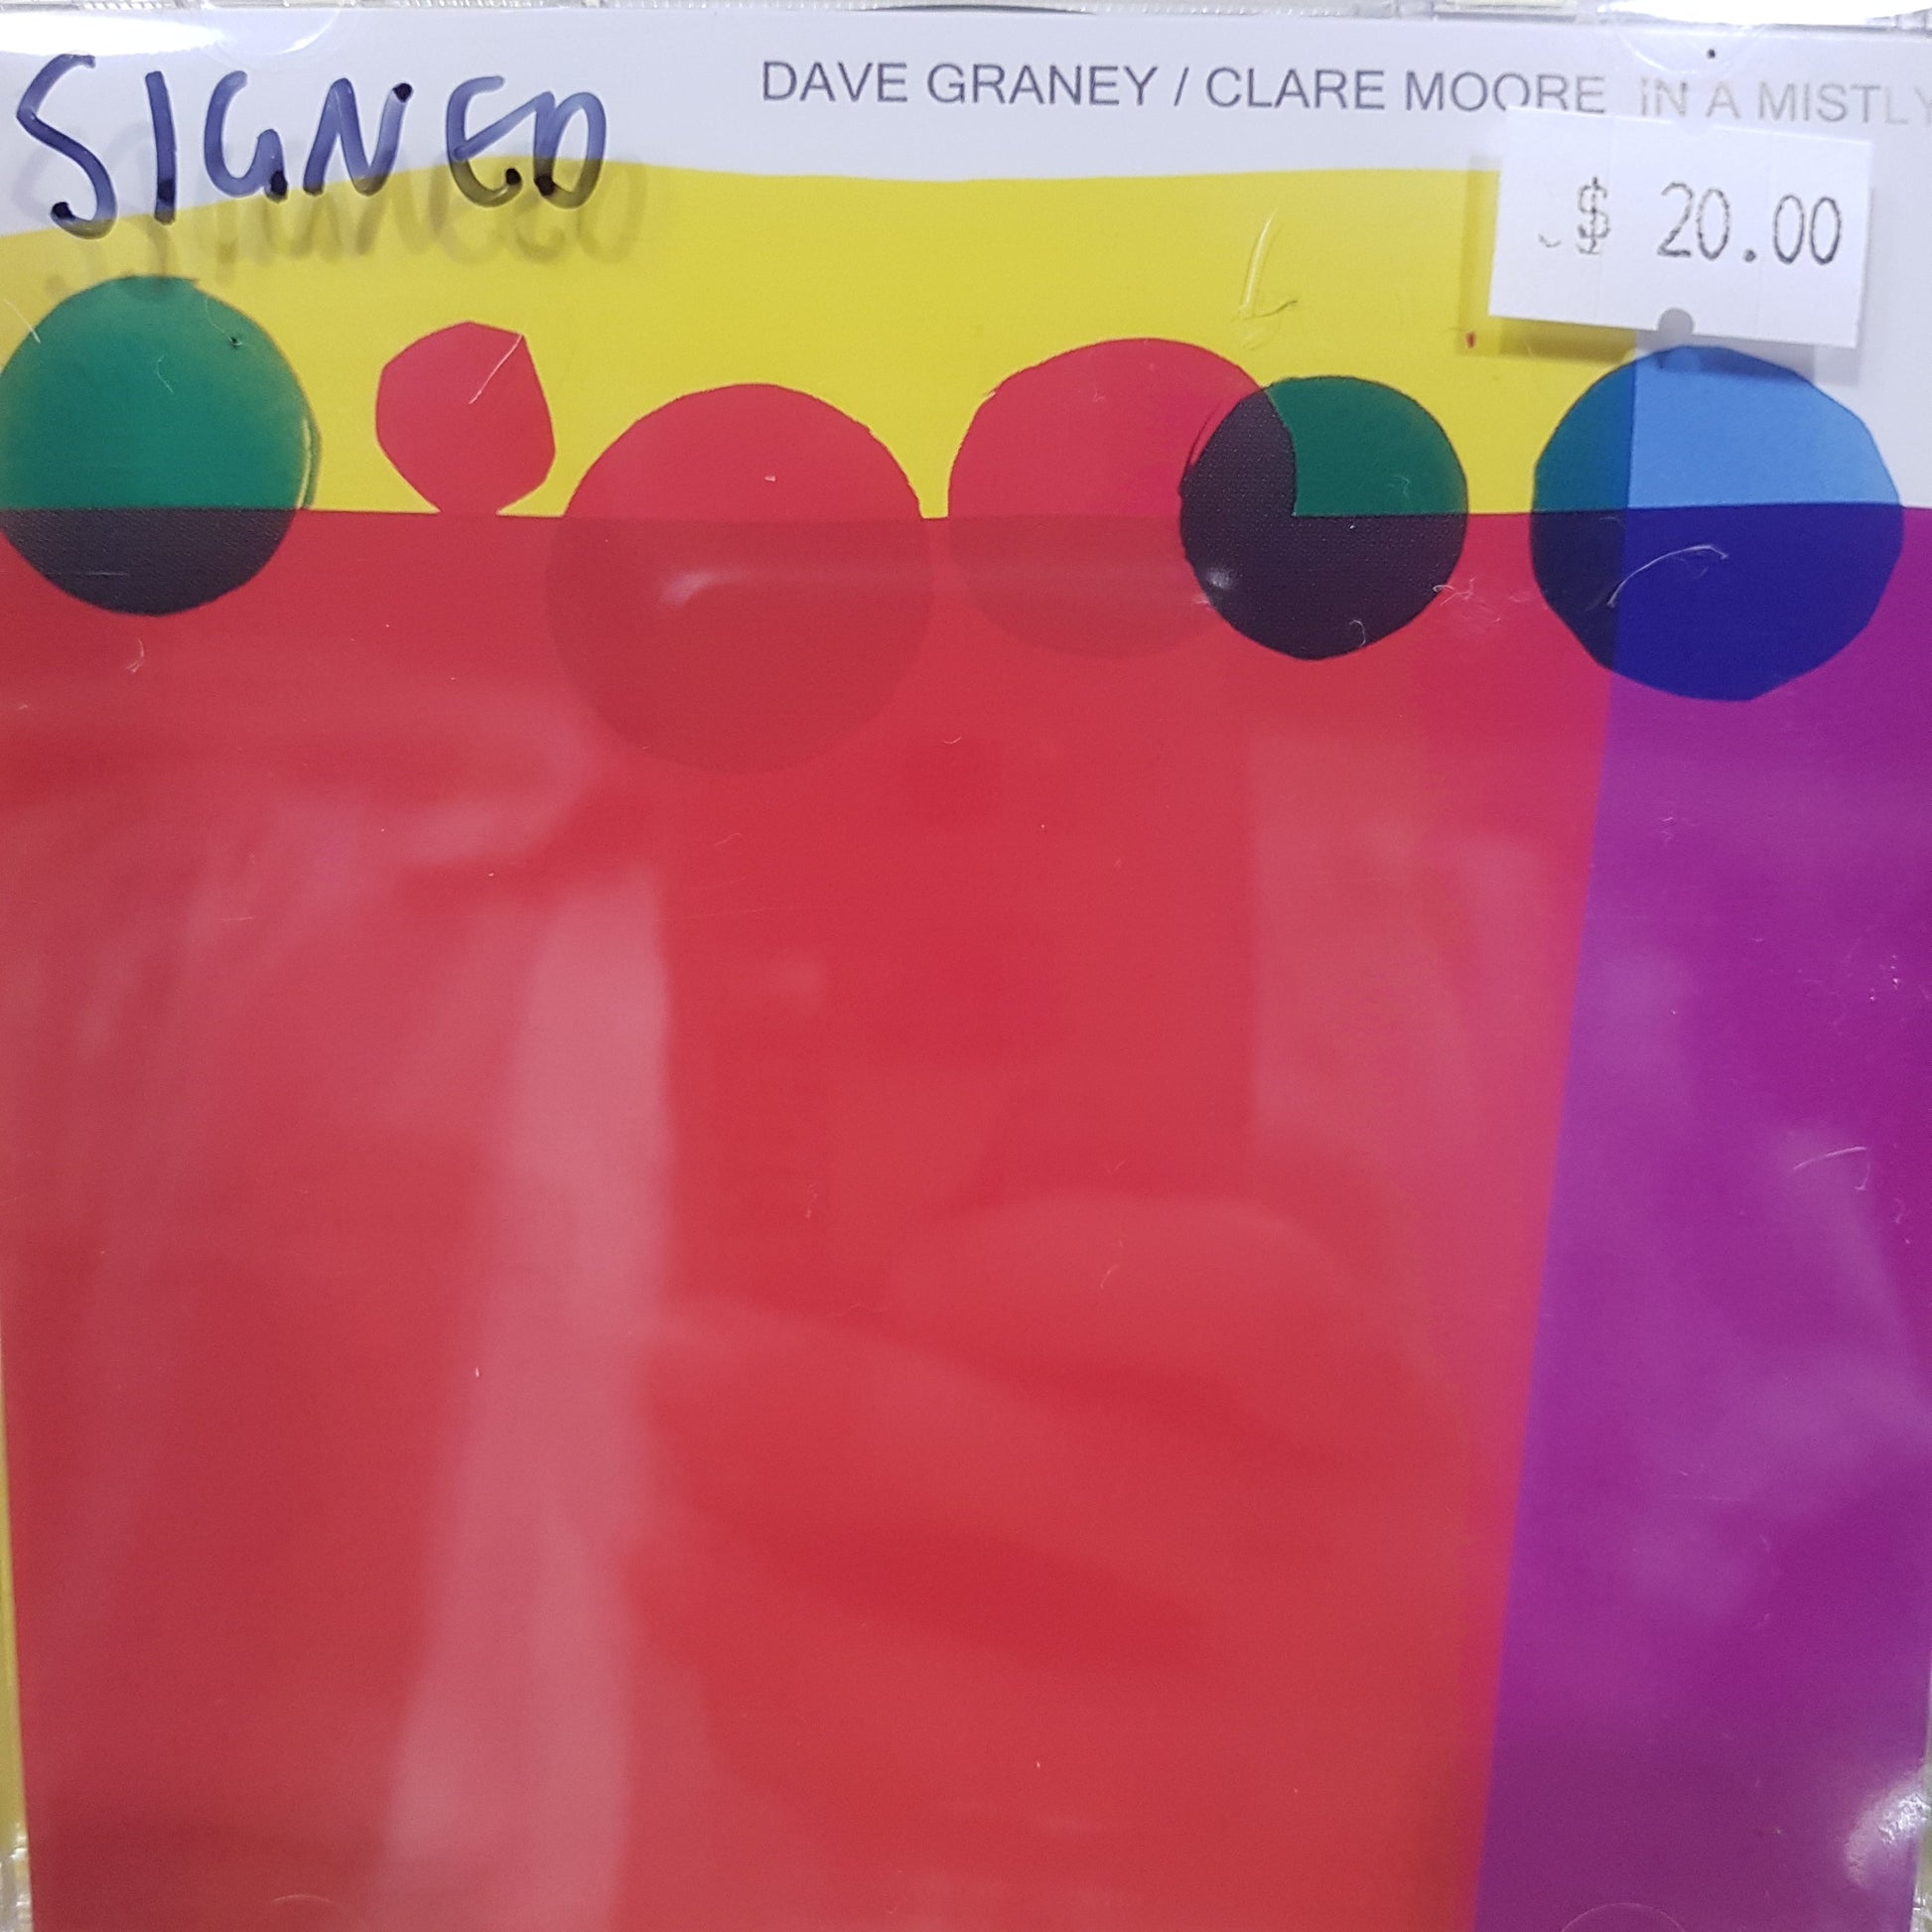 SIGNED
DAVE GRANEY / CLARE MOORE IN A MISTLY
$ 20.00